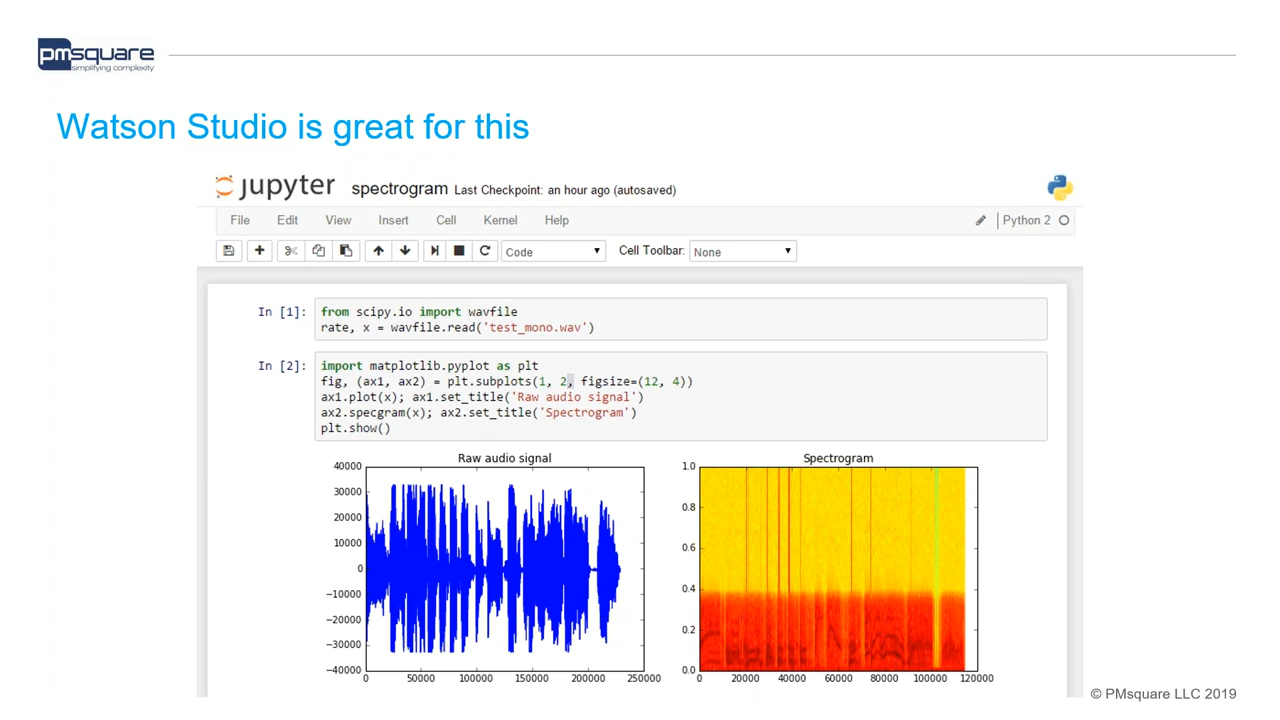 pmsquare
simplifying complexity
Watson Studio is great for this
jupyter spectrogram Last Checkpoint: an hour ago (autosaved)
File Edit View Insert Cell Kernel Help Python 2
Code Cell Toolbar: None
In [1]: from scipy.io import wavfile
rate, x = wavfile.read('test_mono.wav')
In [2]: import matplotlib.pyplot as plt
fig, (ax1, ax2) = plt.subplots(1, 2, figsize=(12, 4))
ax1.plot(x); ax1.set_title('Raw audio signal')
ax2.specgram(x); ax2.set_title('Spectrogram')
plt.show()
Raw audio signal
40000
30000
20000
10000
0
−10000
−20000
−30000
−40000
0 50000 100000 150000 200000 250000
Spectrogram
1.0
0.8
0.6
0.4
0.2
0.0
0 20000 40000 60000 80000 100000 120000
© PMsquare LLC 2019